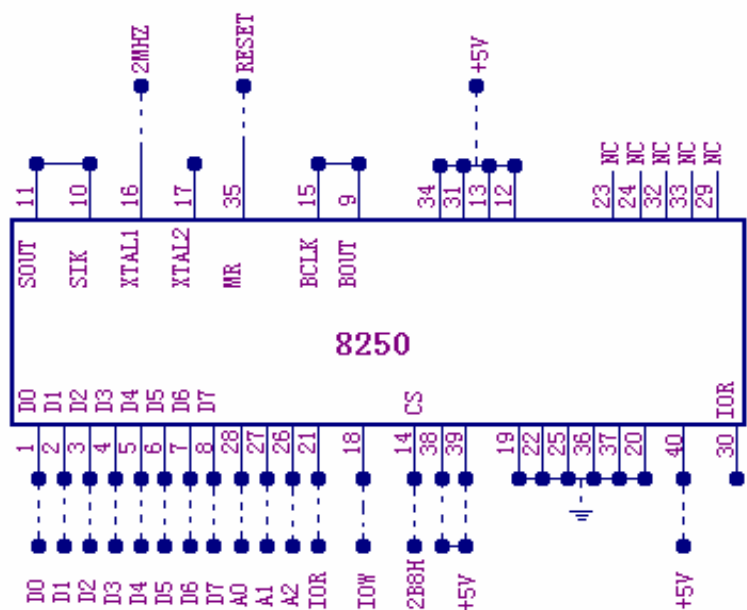 2MHZ
RESET
+5V
11
10
16
17
35
15
9
34
31
13
12
23
NC
24
NC
32
NC
33
NC
29
NC
SOUT
SIK
XTAL1
XTAL2
MR
BCLK
BOUT
8250
D0
D1
D2
D3
D4
D5
D6
D7
CS
IOR
1
2
3
4
5
6
7
8
28
27
26
21
18
14
38
39
19
22
25
36
37
20
40
30
D0
D1
D2
D3
D4
D5
D6
D7
A0
A1
A2
IOR
IOW
2B8H
+5V
+5V